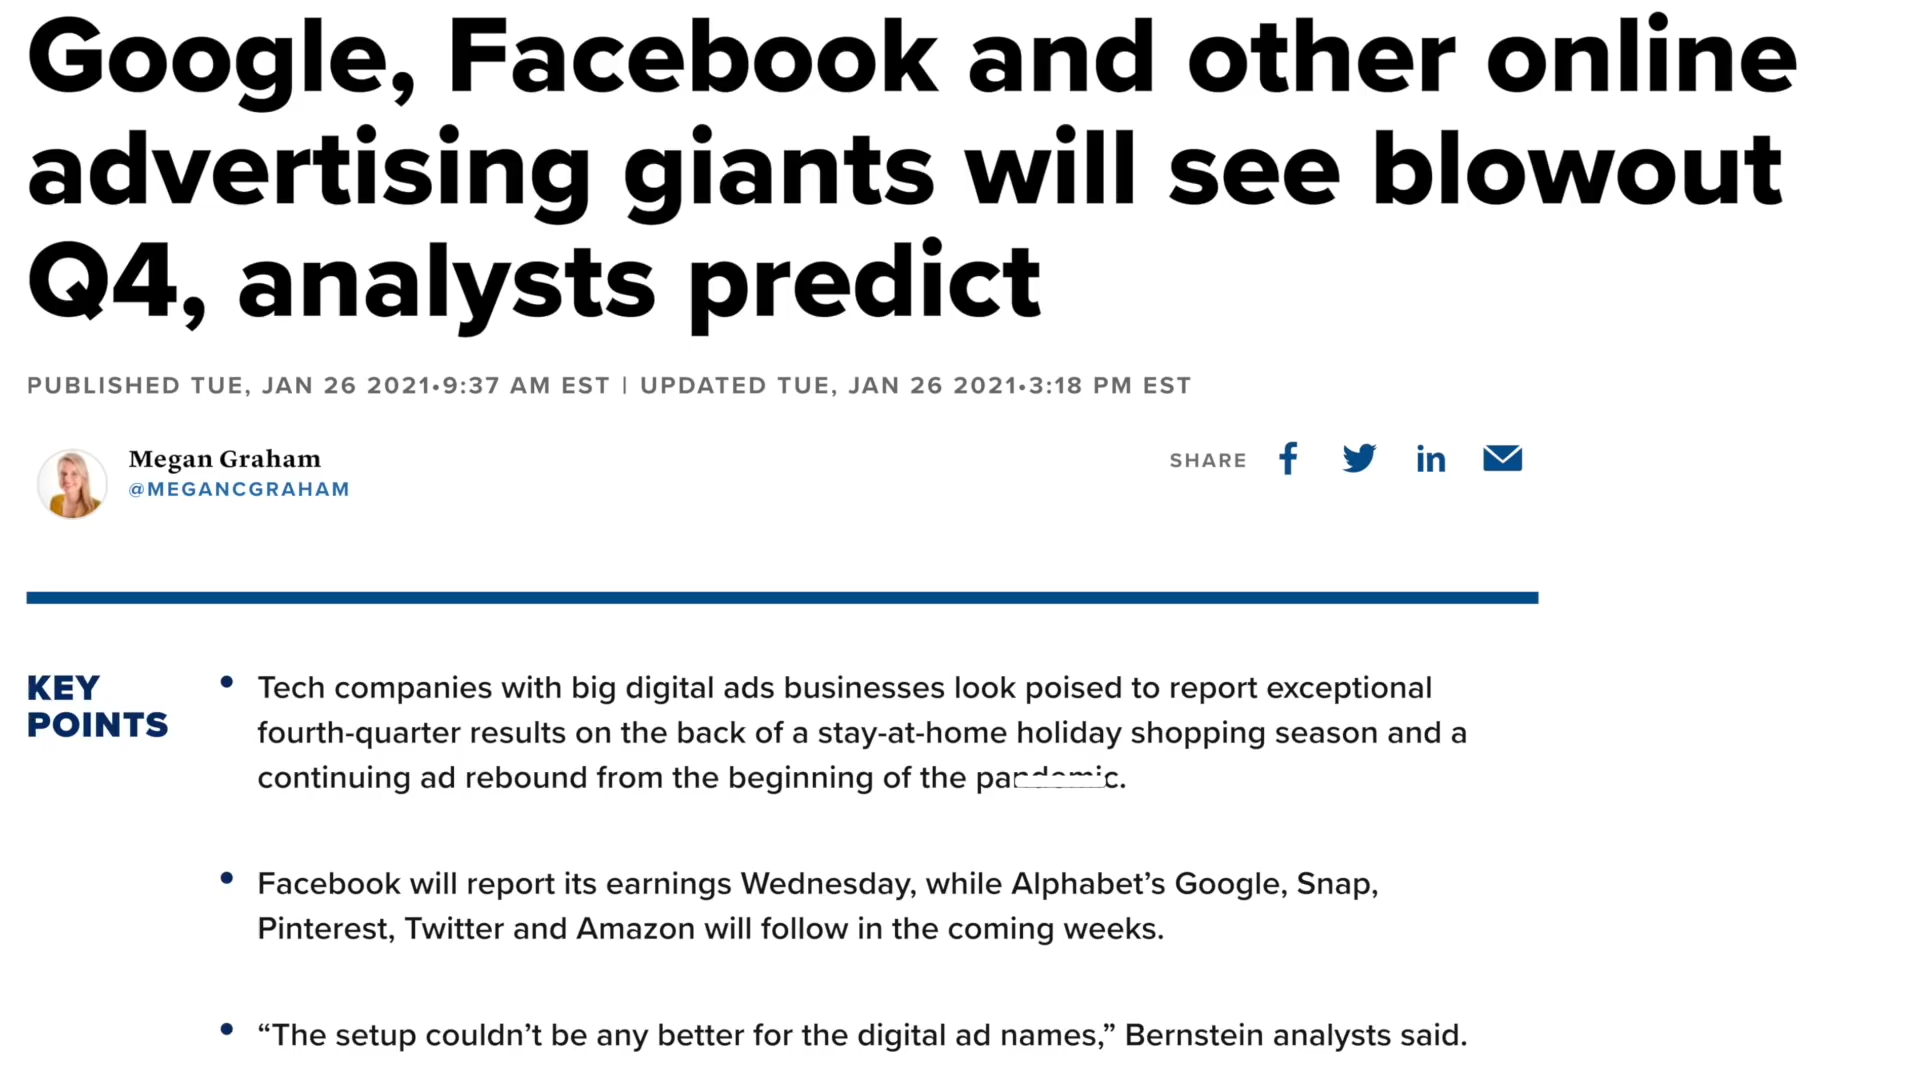 Google, Facebook and other online
advertising giants will see blowout
Q4, analysts predict
PUBLISHED TUE, JAN 26 2021•9:37 AM EST | UPDATED TUE, JAN 26 2021•3:18 PM EST
Megan Graham
@MEGANCGRAHAM
SHARE
KEY
POINTS
• Tech companies with big digital ads businesses look poised to report exceptional
fourth-quarter results on the back of a stay-at-home holiday shopping season and a
continuing ad rebound from the beginning of the pandemic.
• Facebook will report its earnings Wednesday, while Alphabet’s Google, Snap,
Pinterest, Twitter and Amazon will follow in the coming weeks.
• “The setup couldn’t be any better for the digital ad names,” Bernstein analysts said.